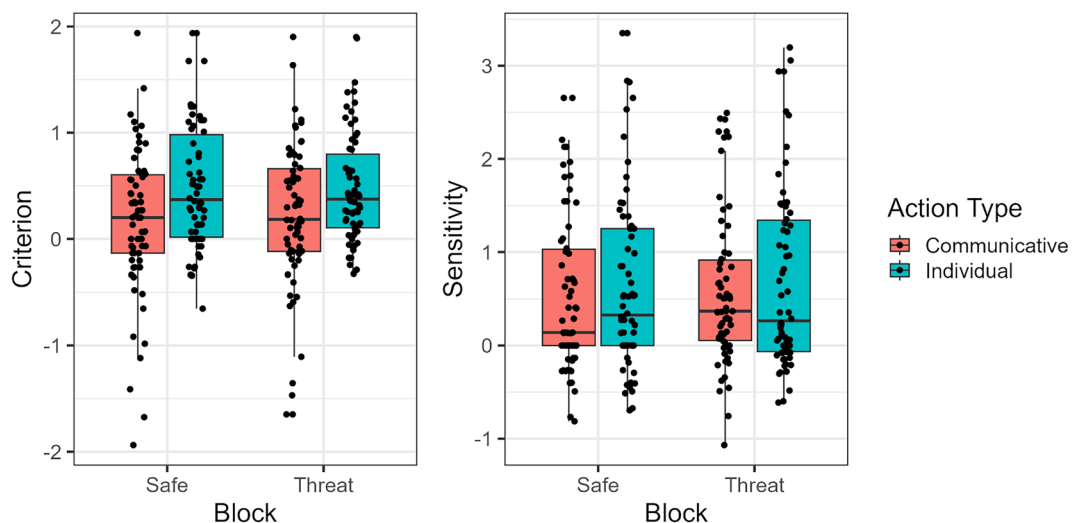 Criterion
2
1
0
-1
-2
Safe
Threat
Block
Sensitivity
3
2
1
0
-1
Safe
Threat
Block
Action Type
Communicative
Individual